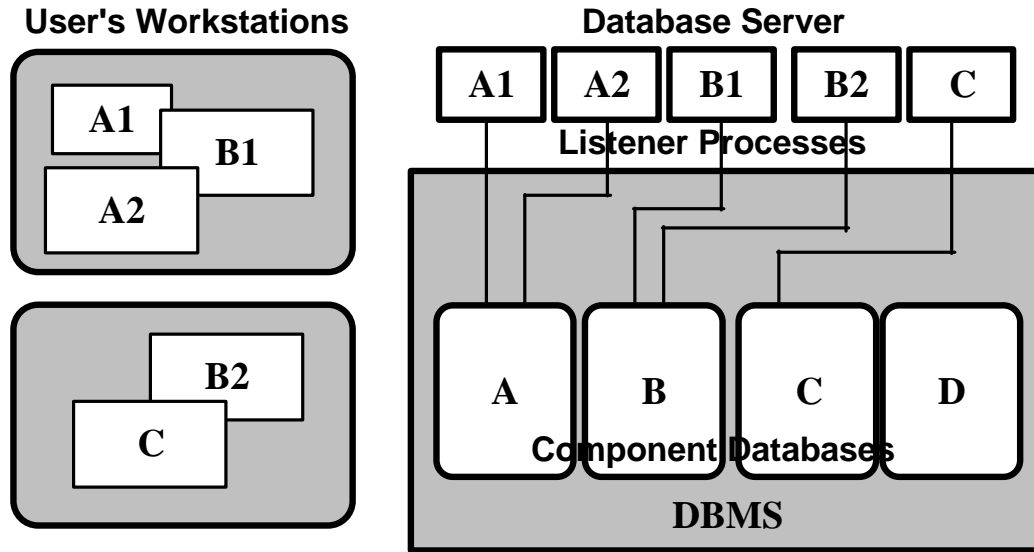 User's Workstations
A1
B1
A2
B2
C
Database Server
A1 A2 B1 B2 C
Listener Processes
A B C D
Component Databases
DBMS